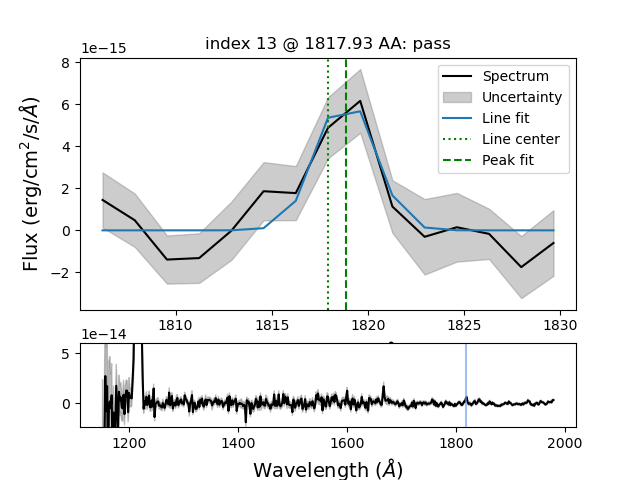 index 13 @ 1817.93 AA: pass
1e−15
8
6
4
2
0
−2
Flux (erg/cm²/s/Å)
Spectrum
Uncertainty
Line fit
Line center
Peak fit
1810 1815 1820 1825 1830
1e−14
5
0
1200 1400 1600 1800 2000
Wavelength (Å)